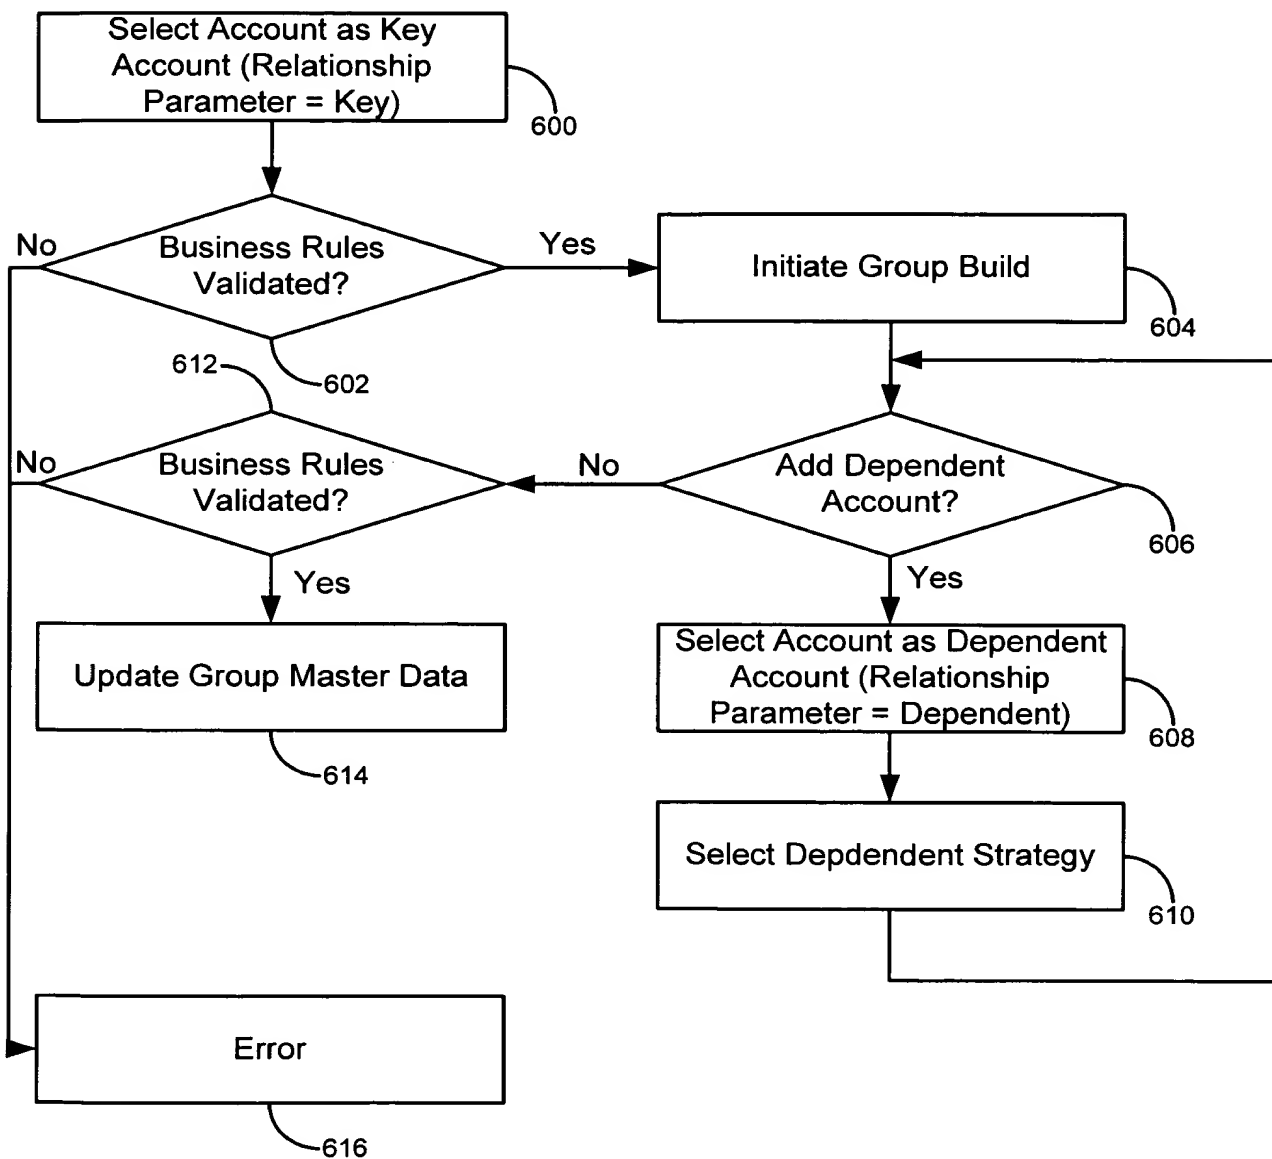 Select Account as Key
Account (Relationship
Parameter = Key)
600
No
Business Rules
Validated?
Yes
602
Initiate Group Build
604
612
No
Business Rules
Validated?
No
Add Dependent
Account?
606
Yes
Yes
Update Group Master Data
614
Select Account as Dependent
Account (Relationship
Parameter = Dependent)
608
Select Depdendent Strategy
610
Error
616